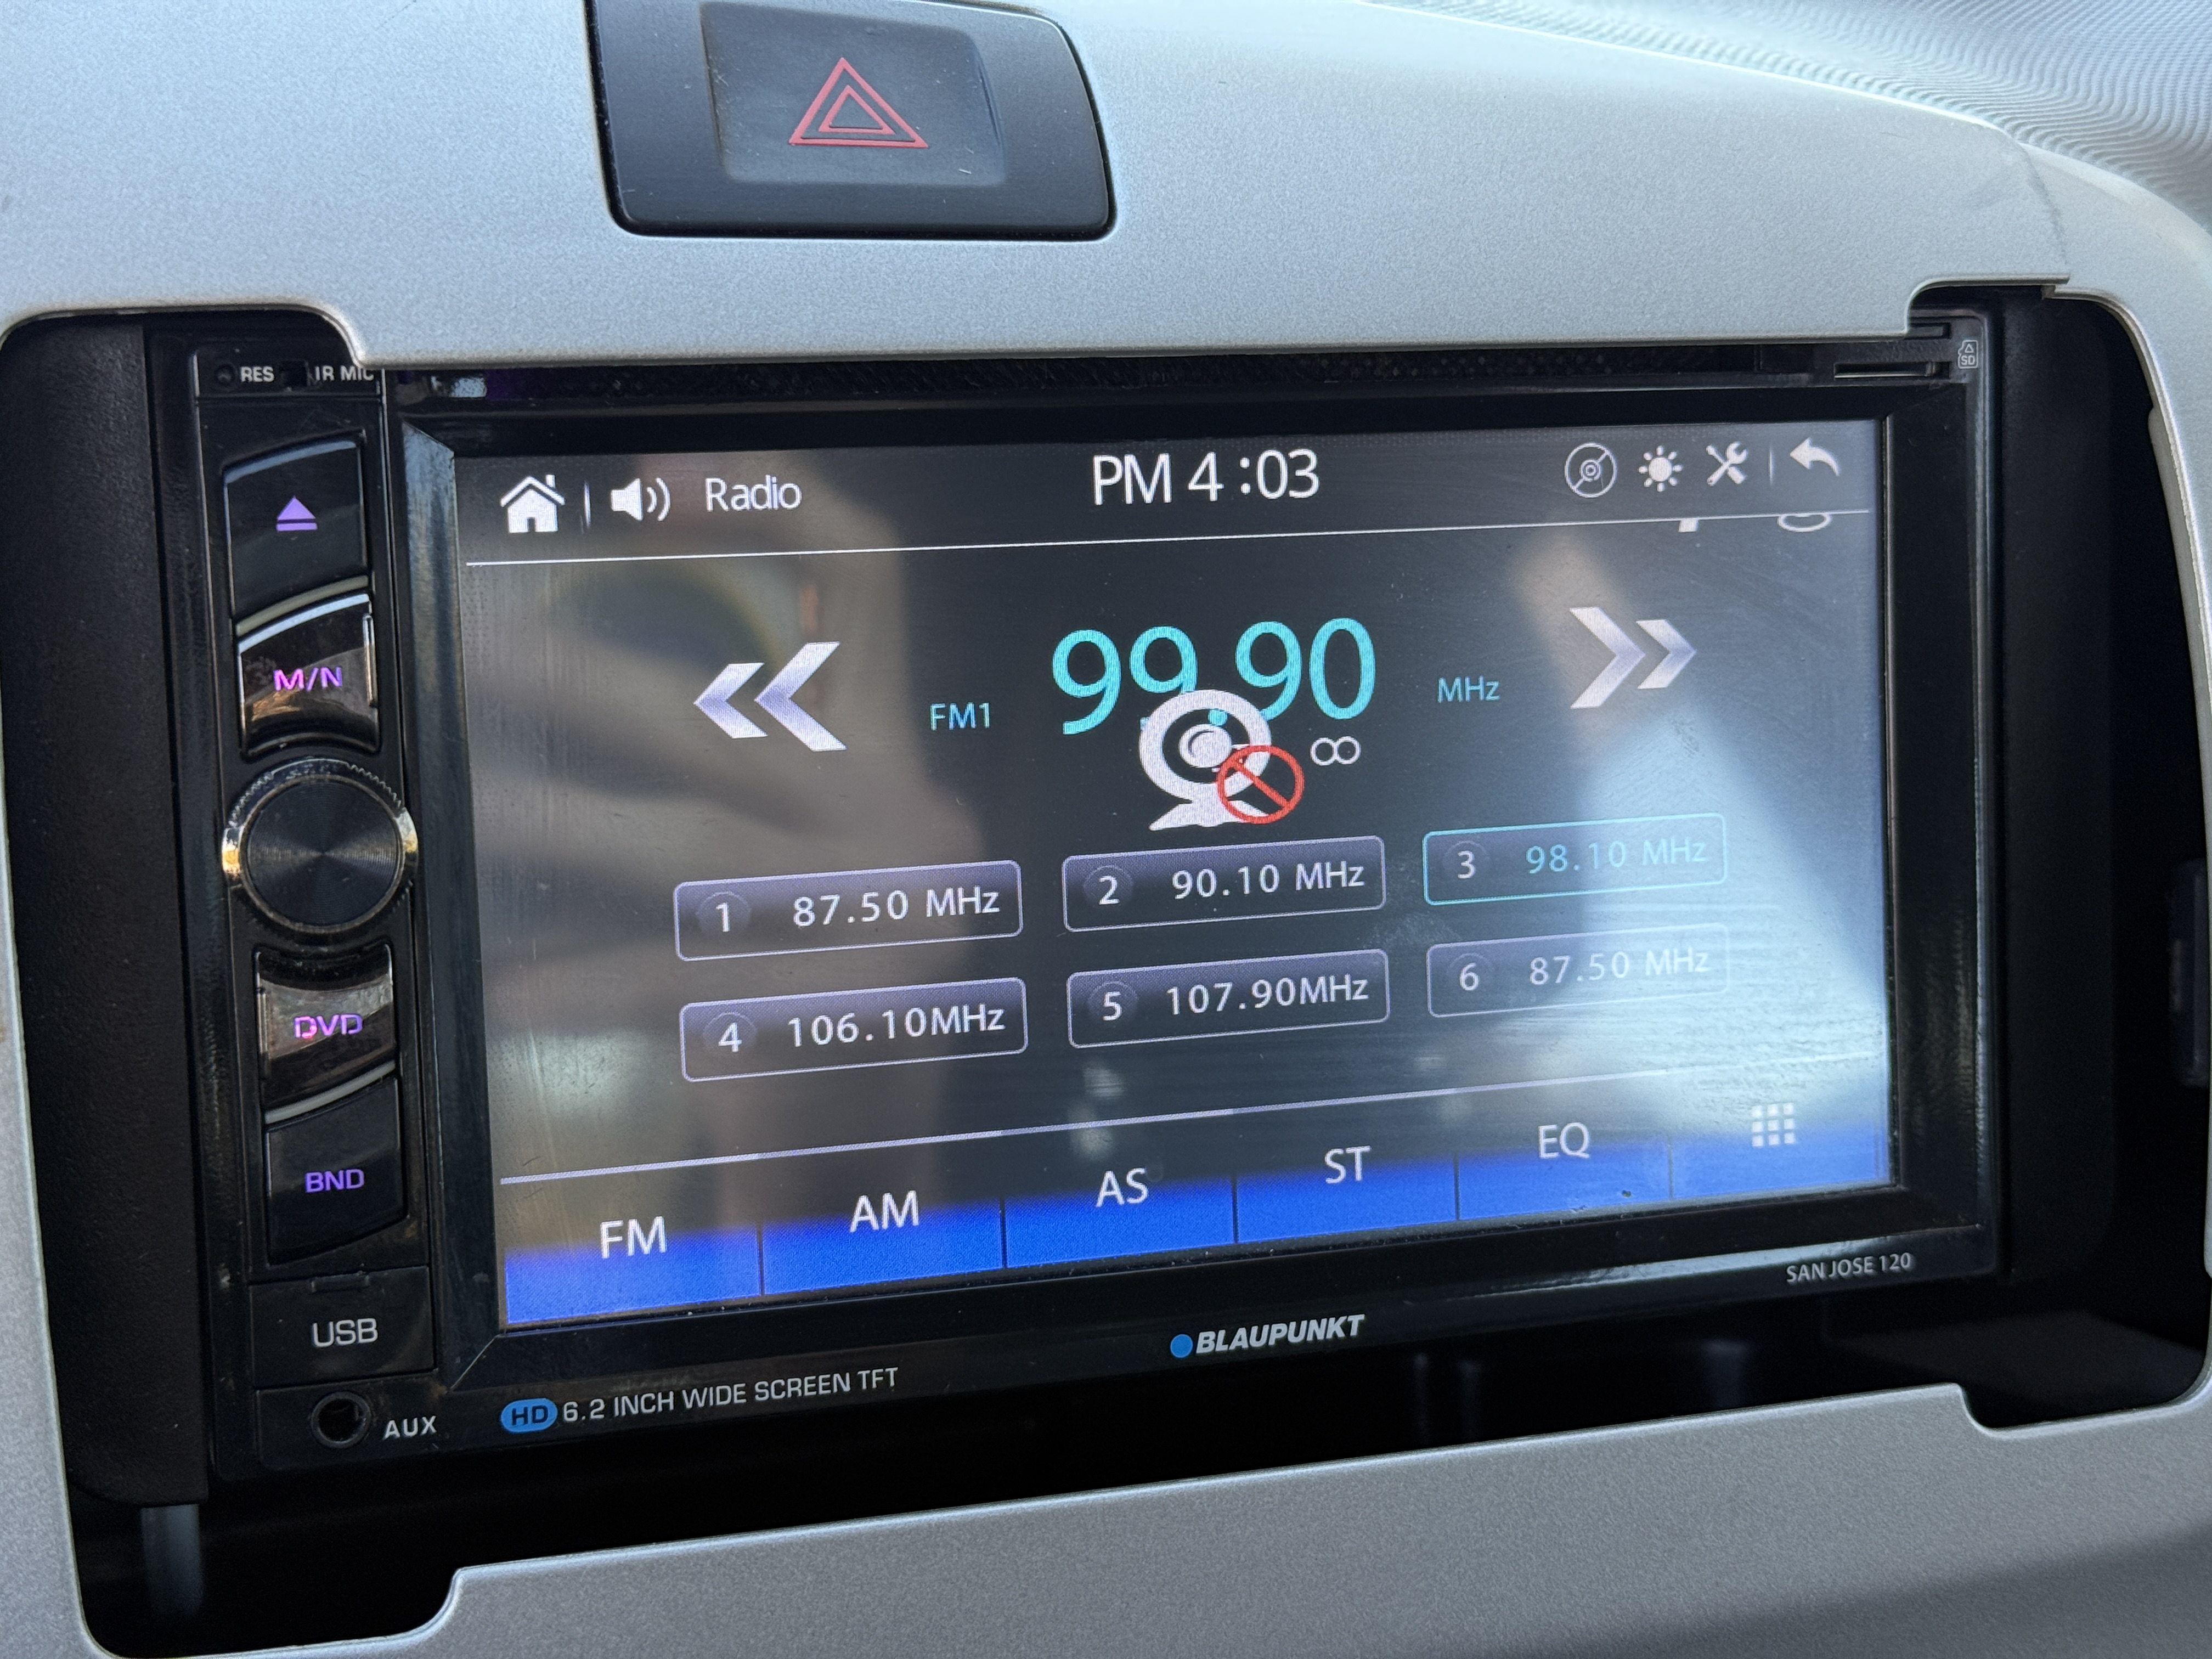 RES IR MIC
SD
Radio PM 4:03
M/N
FM1 99.90 MHz
1 87.50 MHz 2 90.10 MHz 3 98.10 MHz
4 106.10MHz 5 107.90MHz 6 87.50 MHz
DVD
BND
FM AM AS ST EQ
USB
SAN JOSE 120
BLAUPUNKT
HD 6.2 INCH WIDE SCREEN TFT
AUX